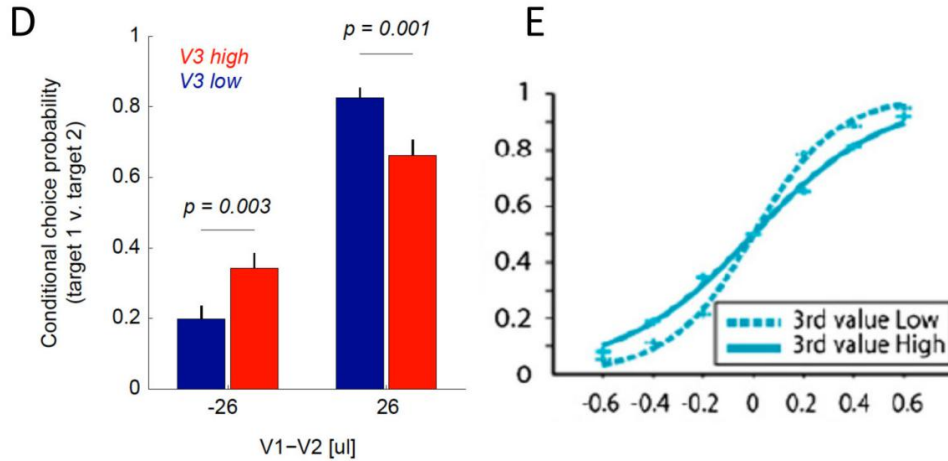 D
Conditional choice probability
(target 1 v. target 2)
1
0.8
0.6
0.4
0.2
0
V3 high
V3 low
p = 0.003
p = 0.001
-26
26
V1−V2 [ul]
E
1
0.8
0.6
0.4
0.2
0
3rd value Low
3rd value High
-0.6 -0.4 -0.2 0 0.2 0.4 0.6